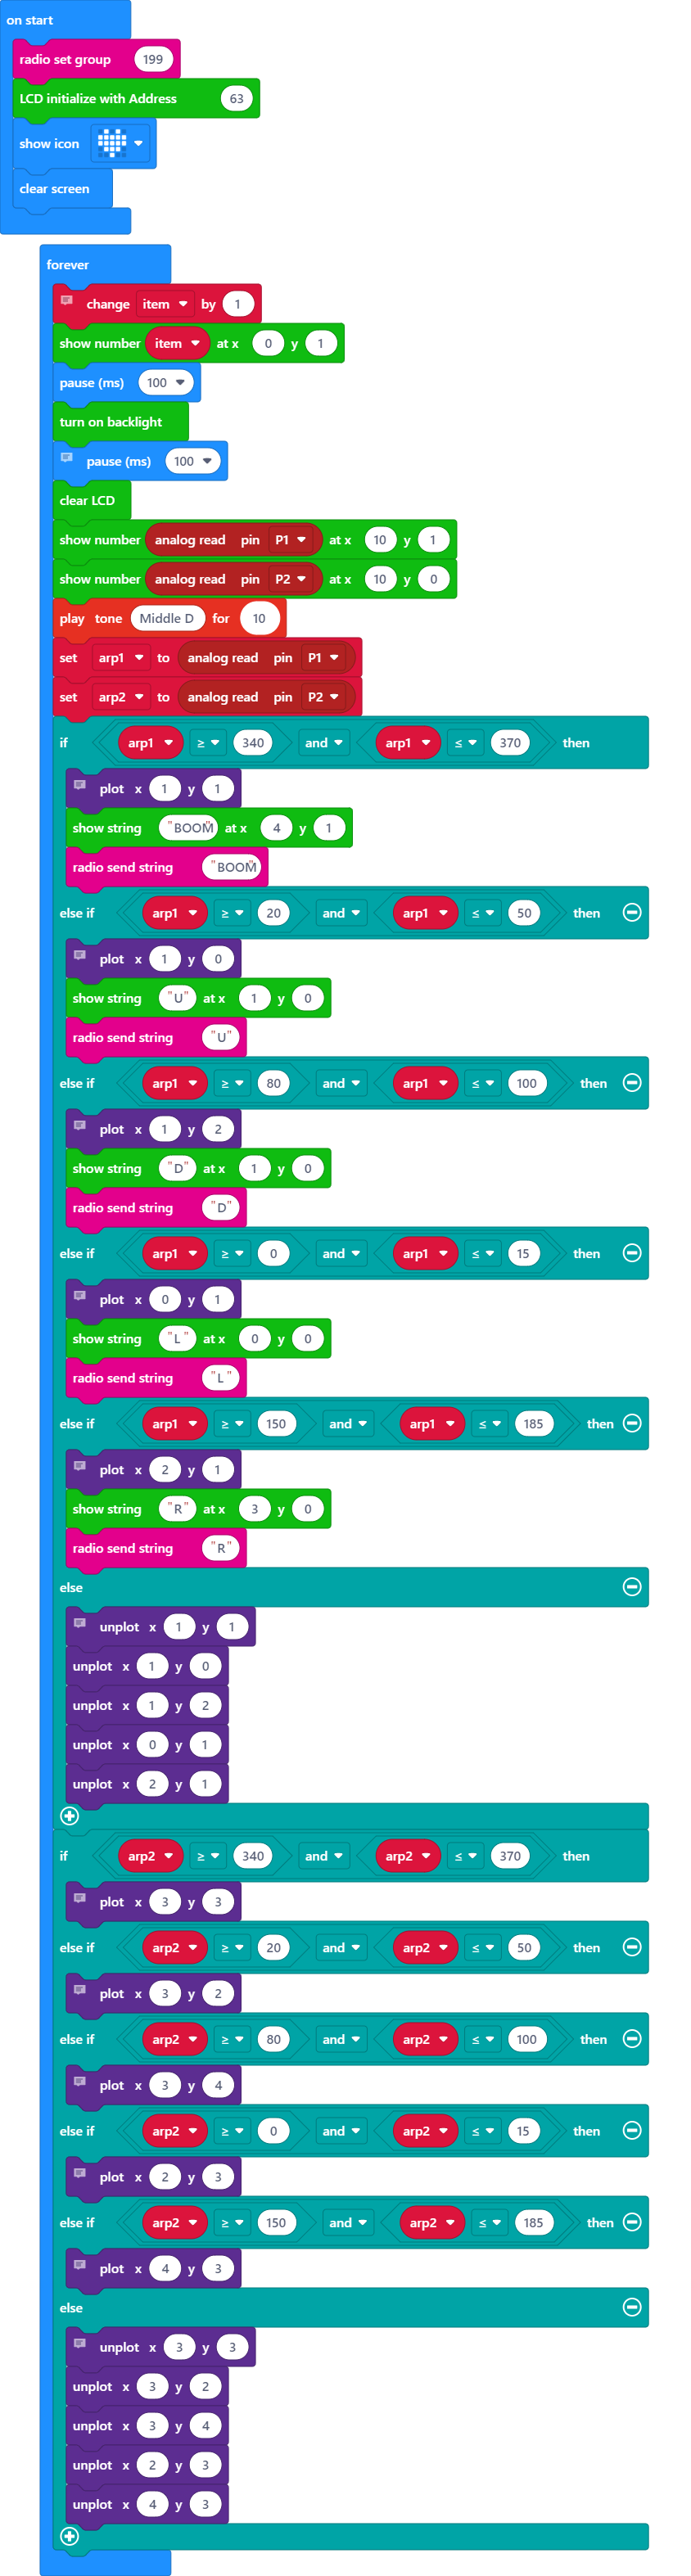 on start
radio set group 199
LCD initialize with Address 63
show icon
clear screen
forever
change item by 1
show number item at x 0 y 1
pause (ms) 100
turn on backlight
pause (ms) 100
clear LCD
show number analog read pin P1 at x 10 y 1
show number analog read pin P2 at x 10 y 0
play tone Middle D for 10
set arp1 to analog read pin P1
set arp2 to analog read pin P2
if arp1 ≥ 340 and arp1 ≤ 370 then
plot x 1 y 1
show string "BOOM" at x 4 y 1
radio send string "BOOM"
else if arp1 ≥ 20 and arp1 ≤ 50 then
plot x 1 y 0
show string "U" at x 1 y 0
radio send string "U"
else if arp1 ≥ 80 and arp1 ≤ 100 then
plot x 1 y 2
show string "D" at x 1 y 0
radio send string "D"
else if arp1 ≥ 0 and arp1 ≤ 15 then
plot x 0 y 1
show string "L" at x 0 y 0
radio send string "L"
else if arp1 ≥ 150 and arp1 ≤ 185 then
plot x 2 y 1
show string "R" at x 3 y 0
radio send string "R"
else
unplot x 1 y 1
unplot x 1 y 0
unplot x 1 y 2
unplot x 0 y 1
unplot x 2 y 1
if arp2 ≥ 340 and arp2 ≤ 370 then
plot x 3 y 3
else if arp2 ≥ 20 and arp2 ≤ 50 then
plot x 3 y 2
else if arp2 ≥ 80 and arp2 ≤ 100 then
plot x 3 y 4
else if arp2 ≥ 0 and arp2 ≤ 15 then
plot x 2 y 3
else if arp2 ≥ 150 and arp2 ≤ 185 then
plot x 4 y 3
else
unplot x 3 y 3
unplot x 3 y 2
unplot x 3 y 4
unplot x 2 y 3
unplot x 4 y 3